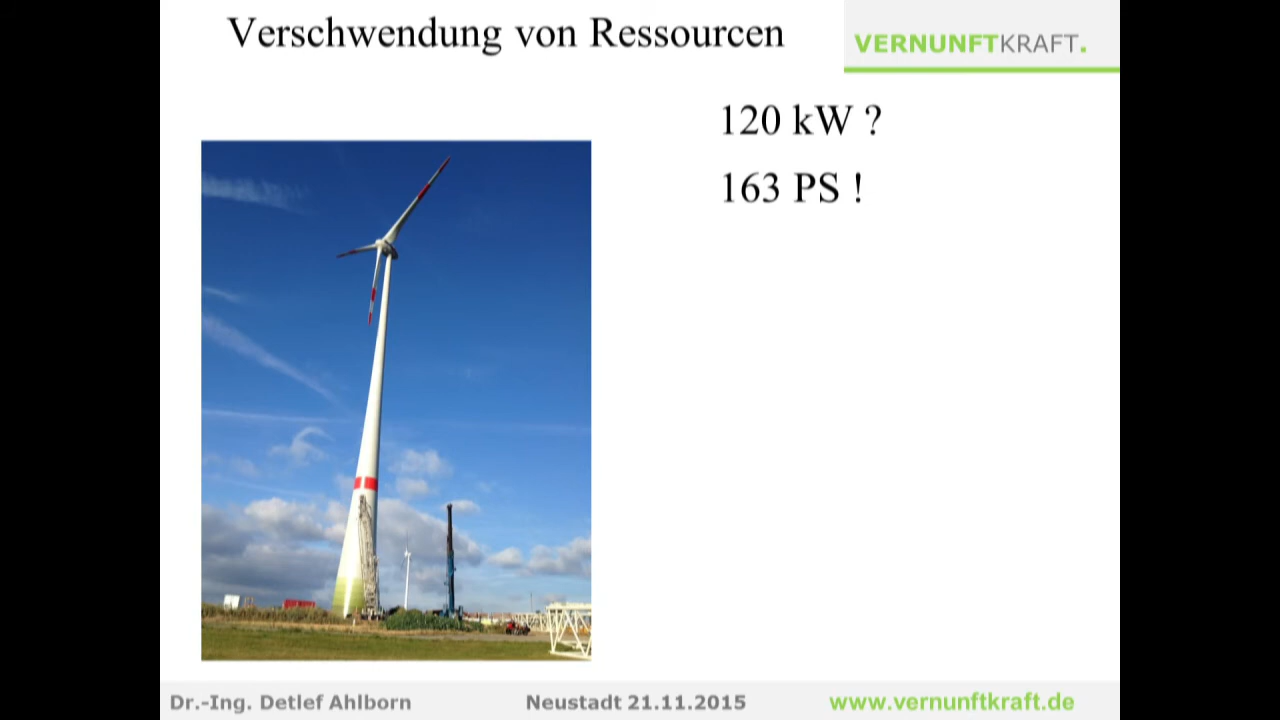 Verschwendung von Ressourcen
VERNUNFTKRAFT.
120 kW ?
163 PS !
Dr.-Ing. Detlef Ahlborn
Neustadt 21.11.2015
www.vernunftkraft.de